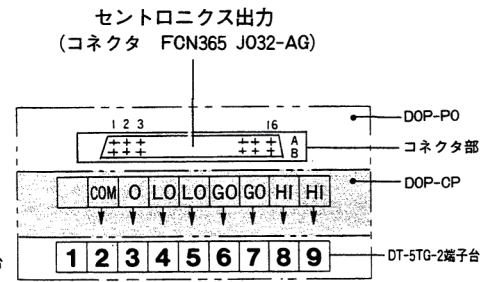 セントロニクス出力
(コネクタ FCN365 J032-AG)
1 2 3 16
DOP-PO
A
B
コネクタ部
COM O LO LO GO GO HI HI
DOP-CP
台
1 2 3 4 5 6 7 8 9
DT-5TG-2端子台